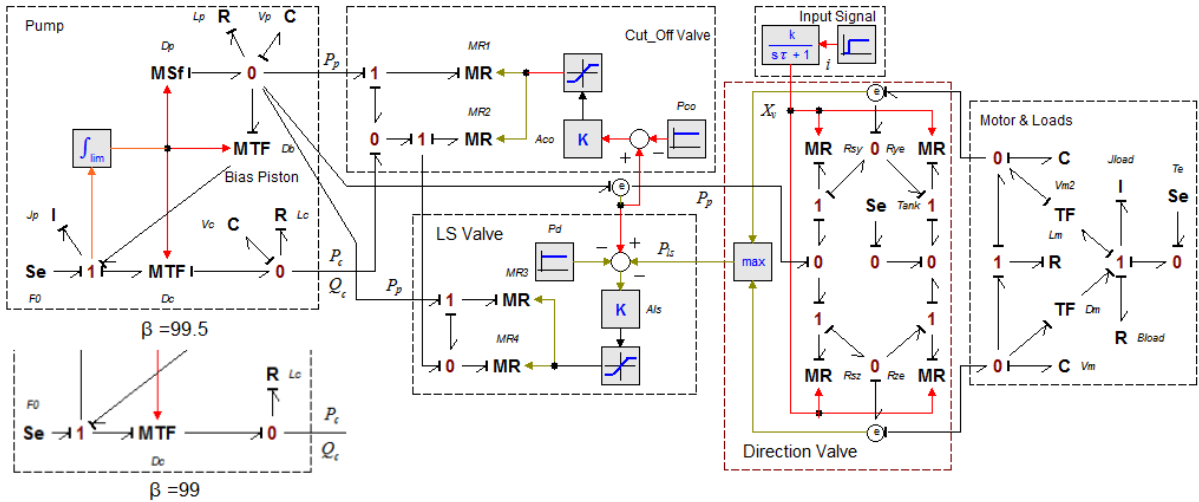 Pump
Lp
R
Vp
C
Dp
MSf
0
Pp
∫lim
MTF
Db
Bias Piston
Jp
I
Vc
C
R
Lc
Se
1
MTF
0
Pc
Qc
F0
Dc
β =99.5
F0
R
Lc
Se
1
MTF
0
Pc
Qc
Dc
β =99
Cut_Off Valve
MR1
1
MR
MR2
0
1
MR
Aco
K
Pco
+
−
e
Pp
LS Valve
Pd
−
+
Pls
−
MR3
Pp
1
MR
K
Als
MR4
0
MR
Input Signal
k
sτ + 1
i
Xv
e
MR
Rsy
0
Rye
MR
1
Se
Tank
1
max
0
0
0
1
1
MR
Rsz
0
Rze
MR
e
Direction Valve
Motor & Loads
0
C
Jload
Vm2
I
Te
TF
Se
Lm
1
R
1
0
TF
Dm
R
Bload
0
C
Vm